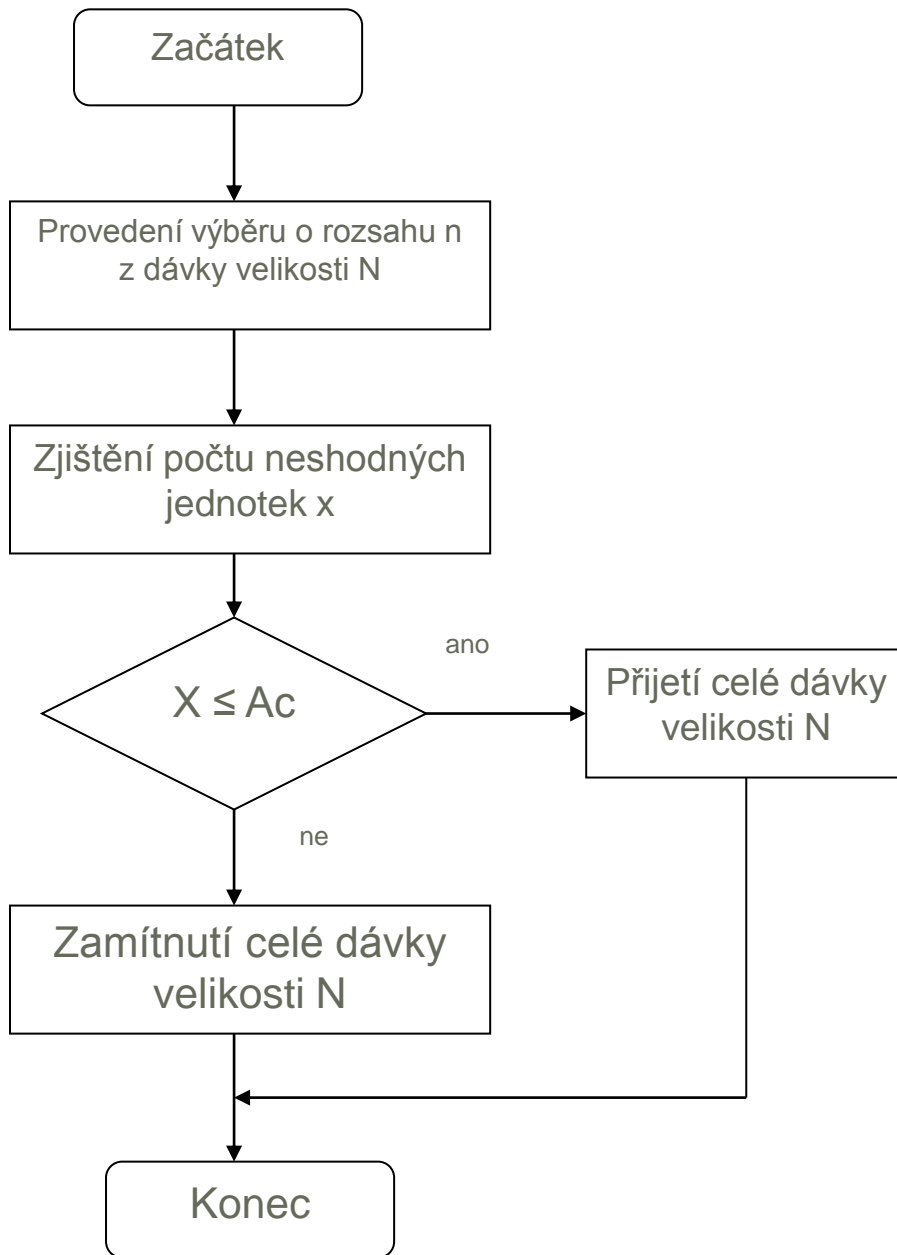 Začátek
Provedení výběru o rozsahu n
z dávky velikosti N
Zjištění počtu neshodných
jednotek x
X ≤ Ac
ano
Přijetí celé dávky
velikosti N
ne
Zamítnutí celé dávky
velikosti N
Konec